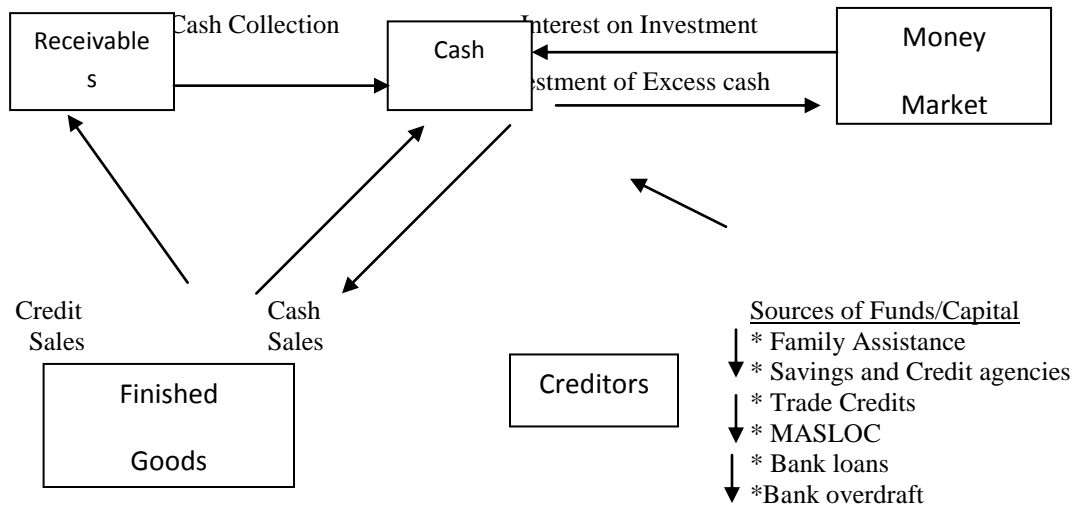 Receivable
s
Cash Collection
Cash
Interest on Investment
estment of Excess cash
Money
Market
Credit
Sales
Cash
Sales
Finished
Goods
Creditors
Sources of Funds/Capital
* Family Assistance
* Savings and Credit agencies
* Trade Credits
* MASLOC
* Bank loans
*Bank overdraft